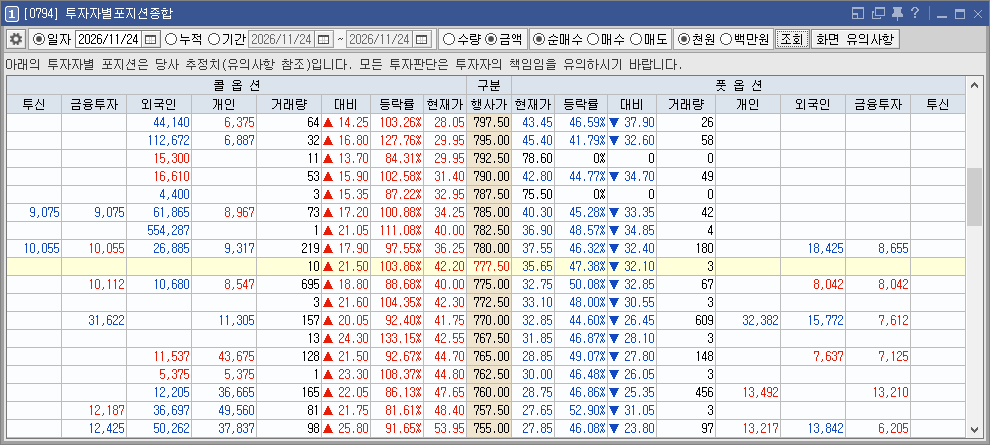 1 [0794] 투자자별포지션종합
일자 2026/11/24 누적 기간 2026/11/24 ~ 2026/11/24 수량 금액 순매수 매수 매도 천원 백만원 조회 화면 유의사항
아래의 투자자별 포지션은 당사 추정치(유의사항 참조)입니다. 모든 투자판단은 투자자의 책임임을 유의하시기 바랍니다.
콜 옵 션 구분 풋 옵 션
투신 금융투자 외국인 개인 거래량 대비 등락률 현재가 행사가 현재가 등락률 대비 거래량 개인 외국인 금융투자 투신
44,140 6,375 64 ▲ 14.25 103.26% 28.05 797.50 43.45 46.59% ▼ 37.90 26
112,672 6,887 32 ▲ 16.80 127.76% 29.95 795.00 45.40 41.79% ▼ 32.60 58
15,300 11 ▲ 13.70 84.31% 29.95 792.50 78.60 0% 0 0
16,610 53 ▲ 15.90 102.58% 31.40 790.00 42.80 44.77% ▼ 34.70 49
4,400 3 ▲ 15.35 87.22% 32.95 787.50 75.50 0% 0 0
9,075 9,075 61,865 8,967 73 ▲ 17.20 100.88% 34.25 785.00 40.30 45.28% ▼ 33.35 42
554,287 1 ▲ 21.05 111.08% 40.00 782.50 36.90 48.57% ▼ 34.85 4
10,055 10,055 26,885 9,317 219 ▲ 17.90 97.55% 36.25 780.00 37.55 46.32% ▼ 32.40 180 18,425 8,655
10 ▲ 21.50 103.86% 42.20 777.50 35.65 47.38% ▼ 32.10 3
10,112 10,680 8,547 695 ▲ 18.80 88.68% 40.00 775.00 32.75 50.08% ▼ 32.85 67 8,042 8,042
3 ▲ 21.60 104.35% 42.30 772.50 33.10 48.00% ▼ 30.55 3
31,622 11,305 157 ▲ 20.05 92.40% 41.75 770.00 32.85 44.60% ▼ 26.45 609 32,382 15,772 7,612
13 ▲ 24.30 133.15% 42.55 767.50 31.85 46.87% ▼ 28.10 3
11,537 43,675 128 ▲ 21.50 92.67% 44.70 765.00 28.85 49.07% ▼ 27.80 148 7,637 7,125
5,375 5,375 1 ▲ 23.30 108.37% 44.80 762.50 30.00 46.48% ▼ 26.05 3
12,205 36,665 165 ▲ 22.05 86.13% 47.65 760.00 28.75 46.86% ▼ 25.35 456 13,492 13,210
12,187 36,697 49,560 81 ▲ 21.75 81.61% 48.40 757.50 27.65 52.90% ▼ 31.05 3
12,425 50,262 37,837 98 ▲ 25.80 91.65% 53.95 755.00 27.85 46.08% ▼ 23.80 97 13,217 13,842 6,205